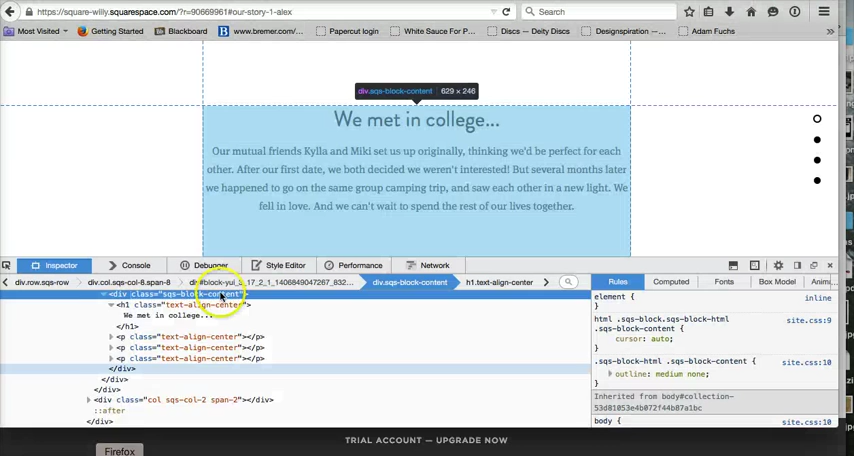 https://square-willy.squarespace.com/?r=90669961#our-story-1-alex
Search
Most Visited
Getting Started
Blackboard
www.bremer.com/...
Papercut login
White Sauce For P...
Discs — Deity Discs
Designspiration — ...
Adam Fuchs
div.sqs-block-content | 629 × 246
We met in college...
Our mutual friends Kylla and Miki set us up originally, thinking we'd be perfect for each
other. After our first date, we both decided we weren't interested! But several months later
we happened to go on the same group camping trip, and saw each other in a new light. We
fell in love. And we can't wait to spend the rest of our lives together.
Inspector
Console
Debugger
Style Editor
Performance
Network
div.row.sqs-row
div.col.sqs-col-8.span-8
div#block-yui_3_17_2_1_1406849047267_832...
div.sqs-block-content
h1.text-align-center
Rules
Computed
Fonts
Box Model
Anim...
<div class="sqs-block-content">
<h1 class="text-align-center">
We met in college...
</h1>
<p class="text-align-center"></p>
<p class="text-align-center"></p>
<p class="text-align-center"></p>
</div>
</div>
</div>
<div class="col sqs-col-2 span-2"></div>
::after
</div>
element {
inline
}
html .sqs-block.sqs-block-html
site.css:9
.sqs-block-content {
cursor: auto;
}
.sqs-block-html .sqs-block-content {
site.css:10
outline: medium none;
}
Inherited from body#collection-
53d81053e4b072f44b87a1bc
body {
site.css:10
TRIAL ACCOUNT — UPGRADE NOW
Firefox